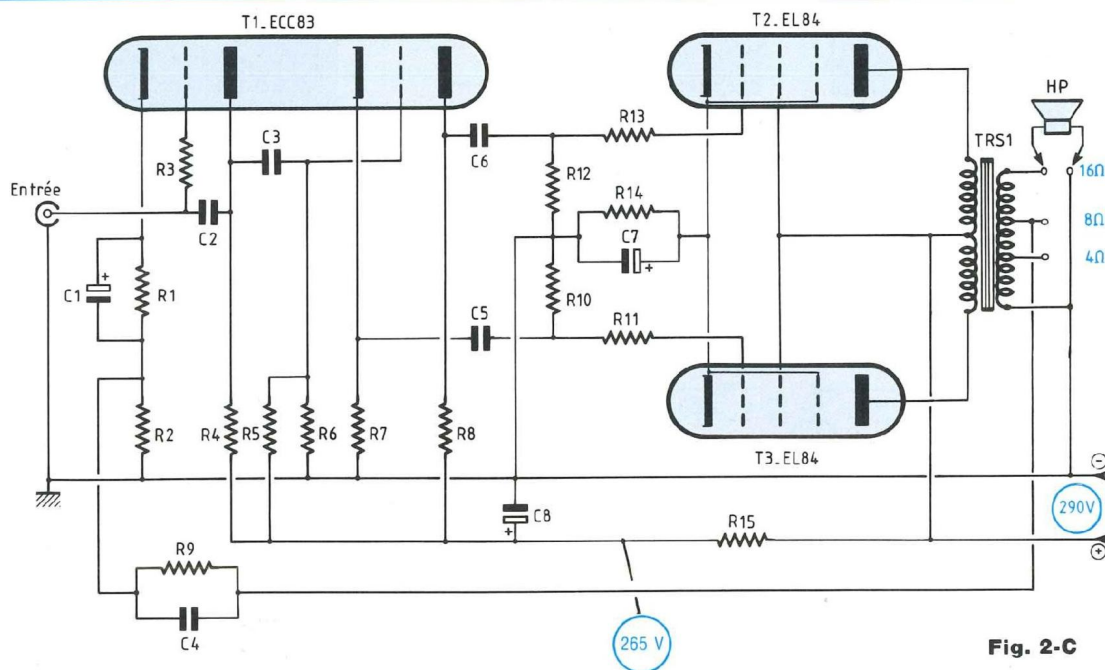 T1_ECC83
T2_EL84
HP
R13
C3
C6
TRS1
R3
R12
Entrée
R14
16Ω
C2
8Ω
C7
+
4Ω
+
R10
C1
R1
C5
R11
R2
R4
R5
R6
R7
R8
T3_EL84
−
C8
290V
+
R15
+
R9
C4
265 V
Fig. 2-C